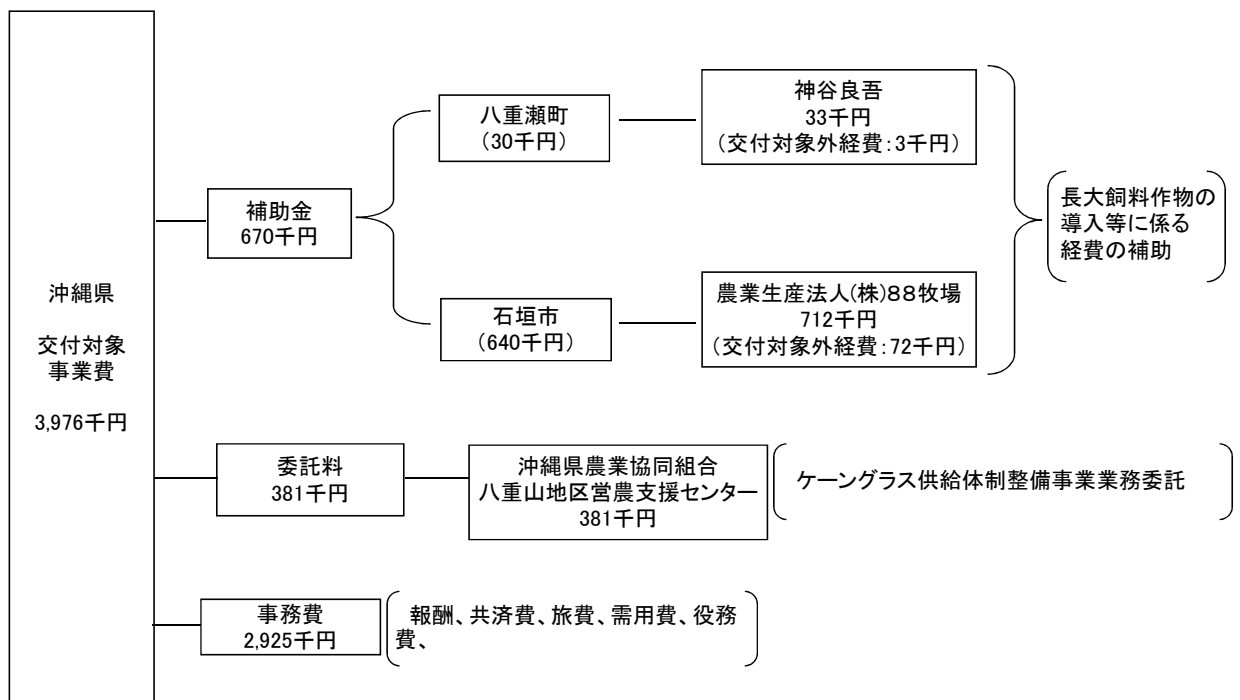 沖縄県
交付対象
事業費
3,976千円
補助金
670千円
八重瀬町
(30千円)
神谷良吾
33千円
(交付対象外経費:3千円)
石垣市
(640千円)
農業生産法人(株)88牧場
712千円
(交付対象外経費:72千円)
長大飼料作物の
導入等に係る
経費の補助
委託料
381千円
沖縄県農業協同組合
八重山地区営農支援センター
381千円
ケーングラス供給体制整備事業業務委託
事務費
2,925千円
報酬、共済費、旅費、需用費、役務
費、